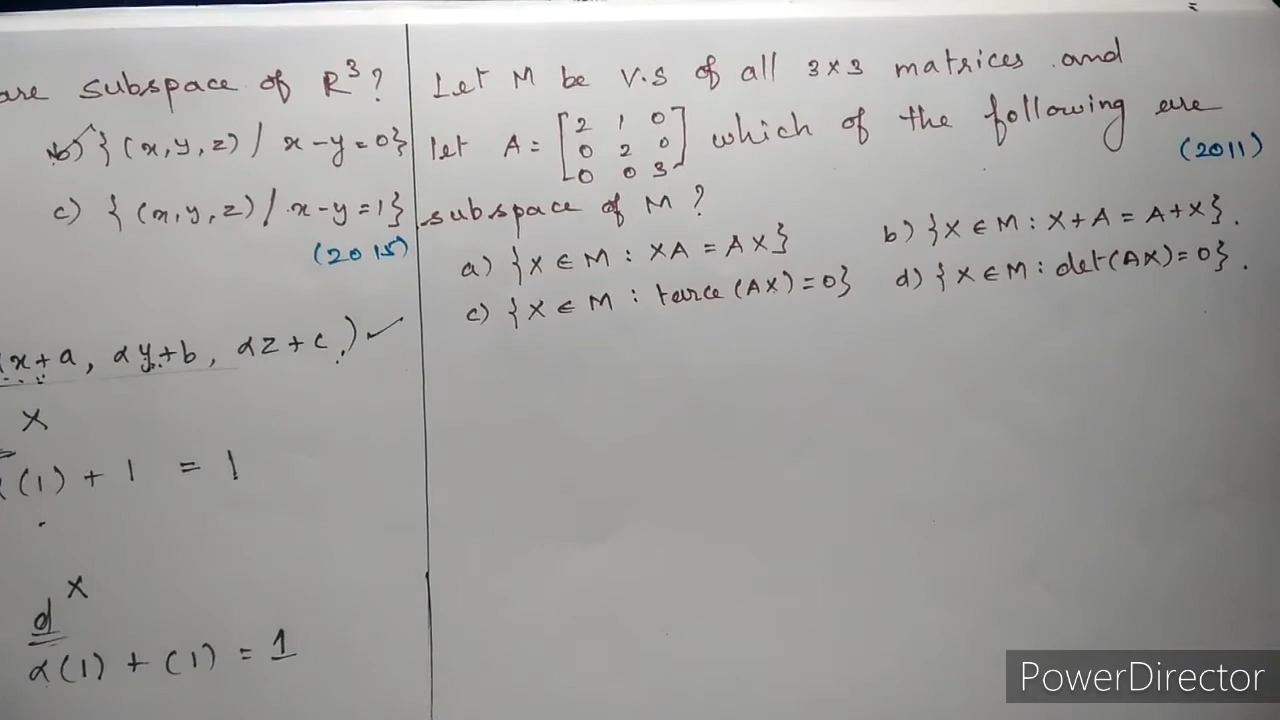 are subspace of R³?
b) { (x, y, z) / x - y = 0}
c) { (x, y, z) / x - y = 1}
(2015)
x + a, αy + b, αz + c)
x
(1) + 1 = 1
d x
α(1) + (1) = 1
Let M be V.S of all 3×3 matrices and
let A = [2 1 0
0 2 0
0 0 3] which of the following are
(2011)
subspace of M ?
a) {X ∈ M : XA = AX}
b) {X ∈ M : X + A = A + X}.
c) {X ∈ M : tarce (AX) = 0}
d) {X ∈ M : det(AX) = 0}.
PowerDirector